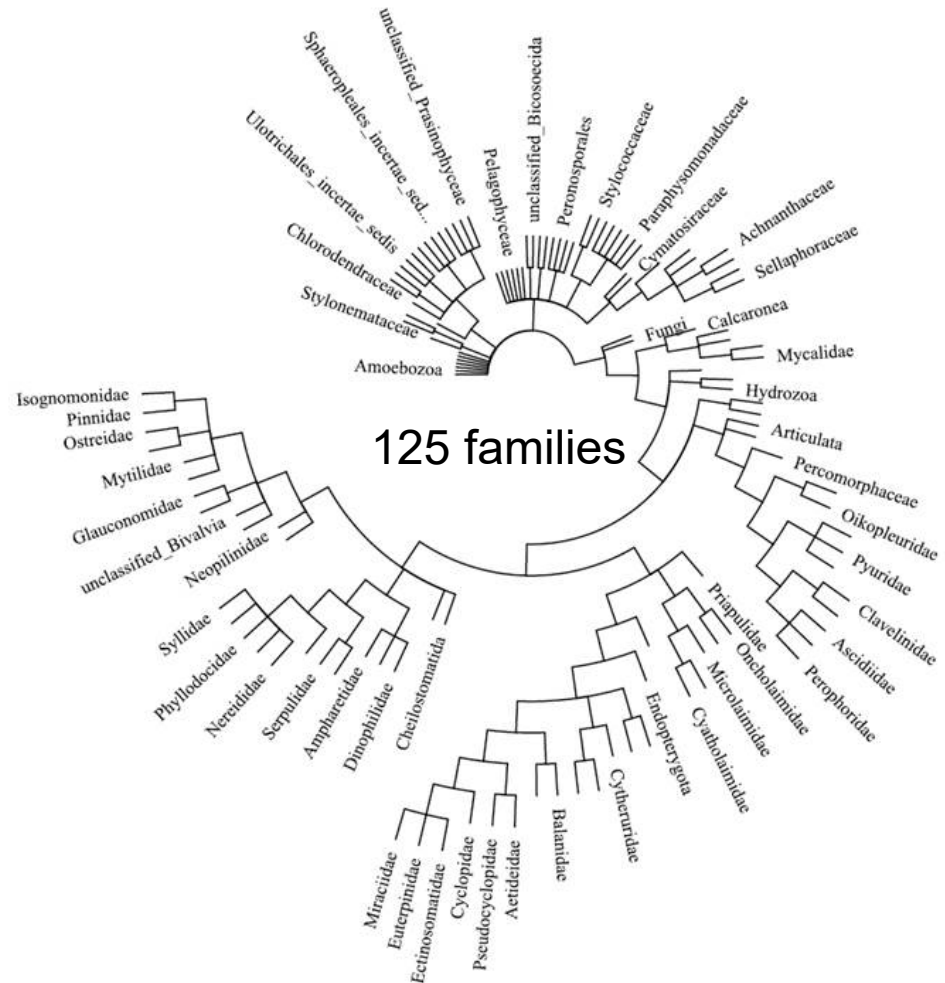 unclassified_Prasinophyceae
Sphaeropleales_incertae_sed...
Ulotrichales_incertae_sedis
Chlorodendraceae
Stylonemataceae
Amoebozoa
Pelagophyceae
unclassified_Bicosoecida
Peronosporales
Stylococcaceae
Paraphysomonadaceae
Cymatosiraceae
Achnanthaceae
Sellaphoraceae
Fungi
Calcaronea
Mycalidae
Hydrozoa
Articulata
Percomorphaceae
Oikopleuridae
Pyuridae
Clavelinidae
Ascidiidae
Perophoridae
125 families
Priapulidae
Oncholaimidae
Microlaimidae
Cyatholaimidae
Endopterygota
Cytheruridae
Balanidae
Aetideidae
Pseudocyclopidae
Cyclopidae
Ectinosomatidae
Euterpinidae
Miraciidae
Cheilostomatida
Dinophilidae
Ampharetidae
Serpulidae
Nereididae
Phyllodocidae
Syllidae
Neopilinidae
unclassified_Bivalvia
Glauconomidae
Mytilidae
Ostreidae
Pinnidae
Isognomonidae